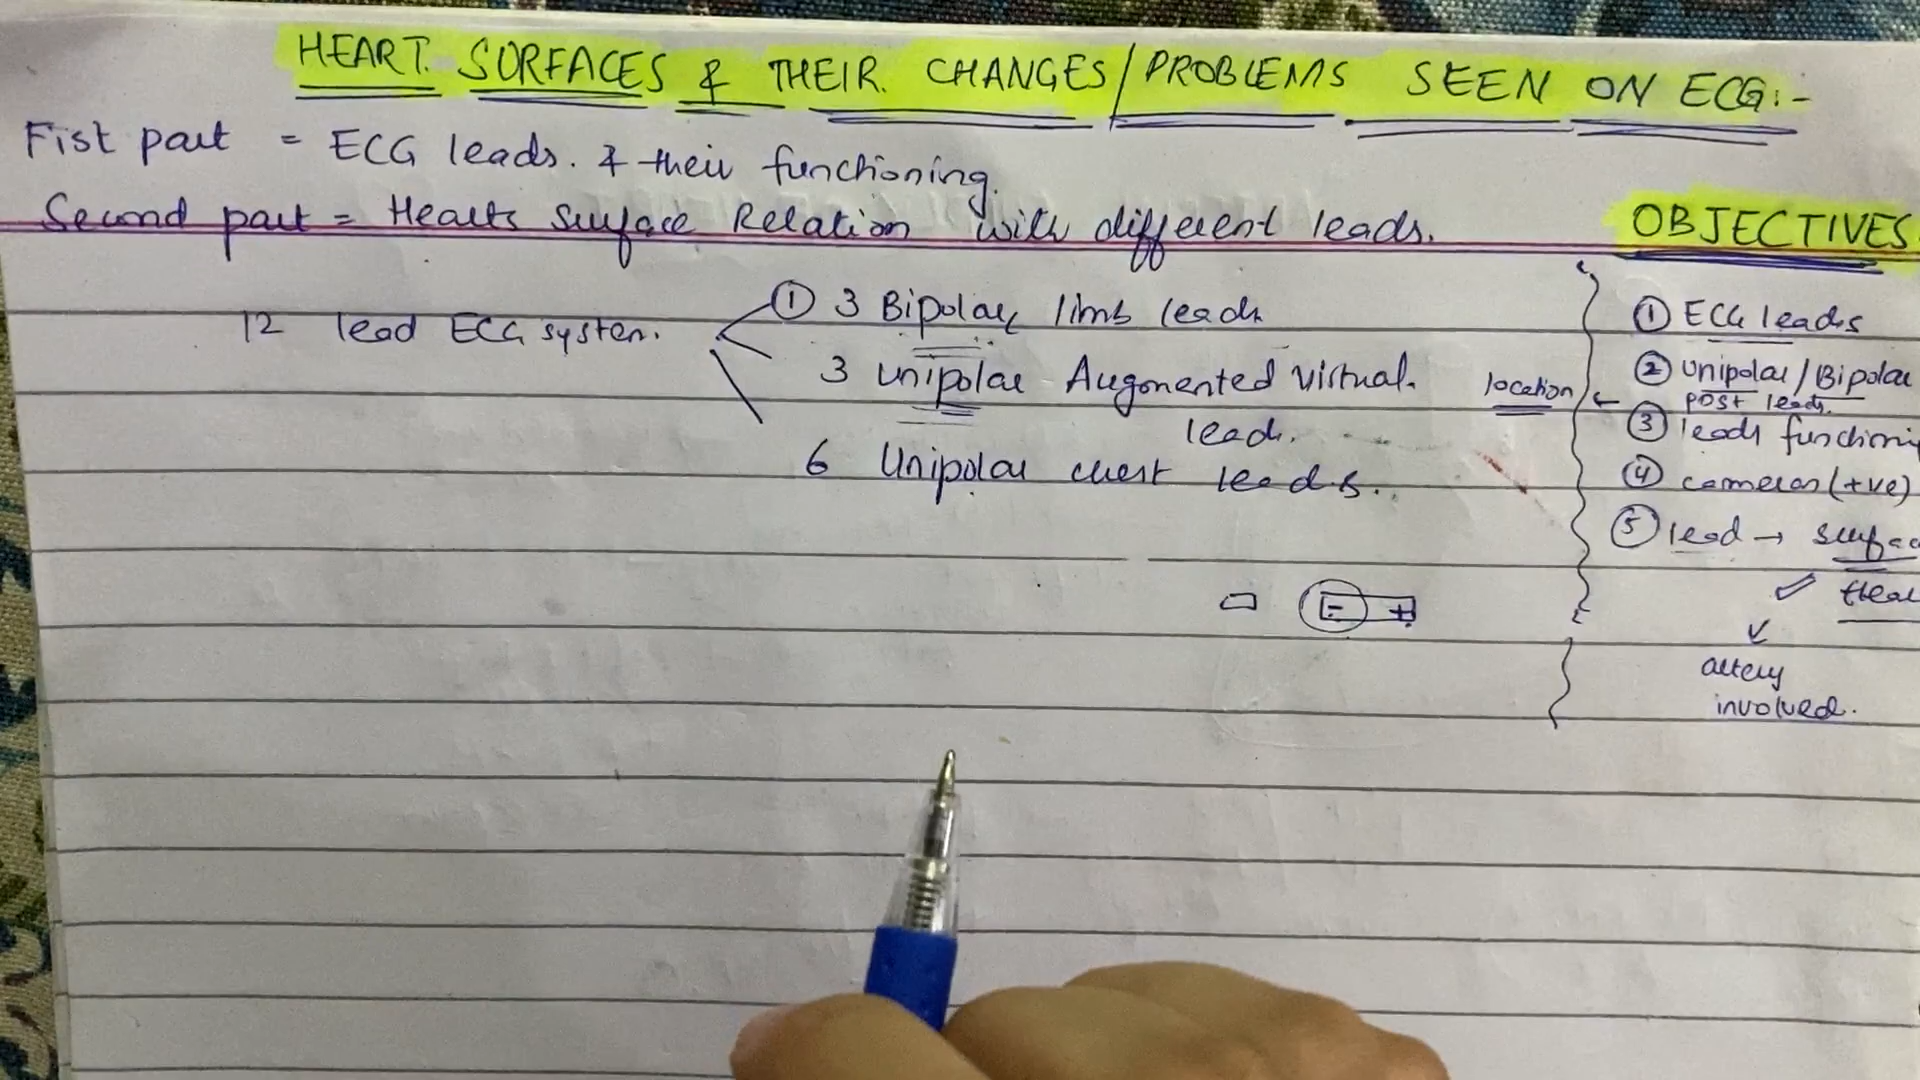 HEART. SURFACES & THEIR. CHANGES/PROBLEMS SEEN ON ECG:-
Fist part = ECG leads. & their functioning.
Second part = Hearts Surface Relation with different leads.
OBJECTIVES
12 lead ECG system.
① 3 Bipolar limb leads
3 unipolar Augomented virtual.
lead.
6 Unipolar chest leads.
location
- +
① ECG leads
② Unipolar/Bipolar
post leads.
③ leads
④ cameras (+ve)
⑤ lead →
artery
involved.